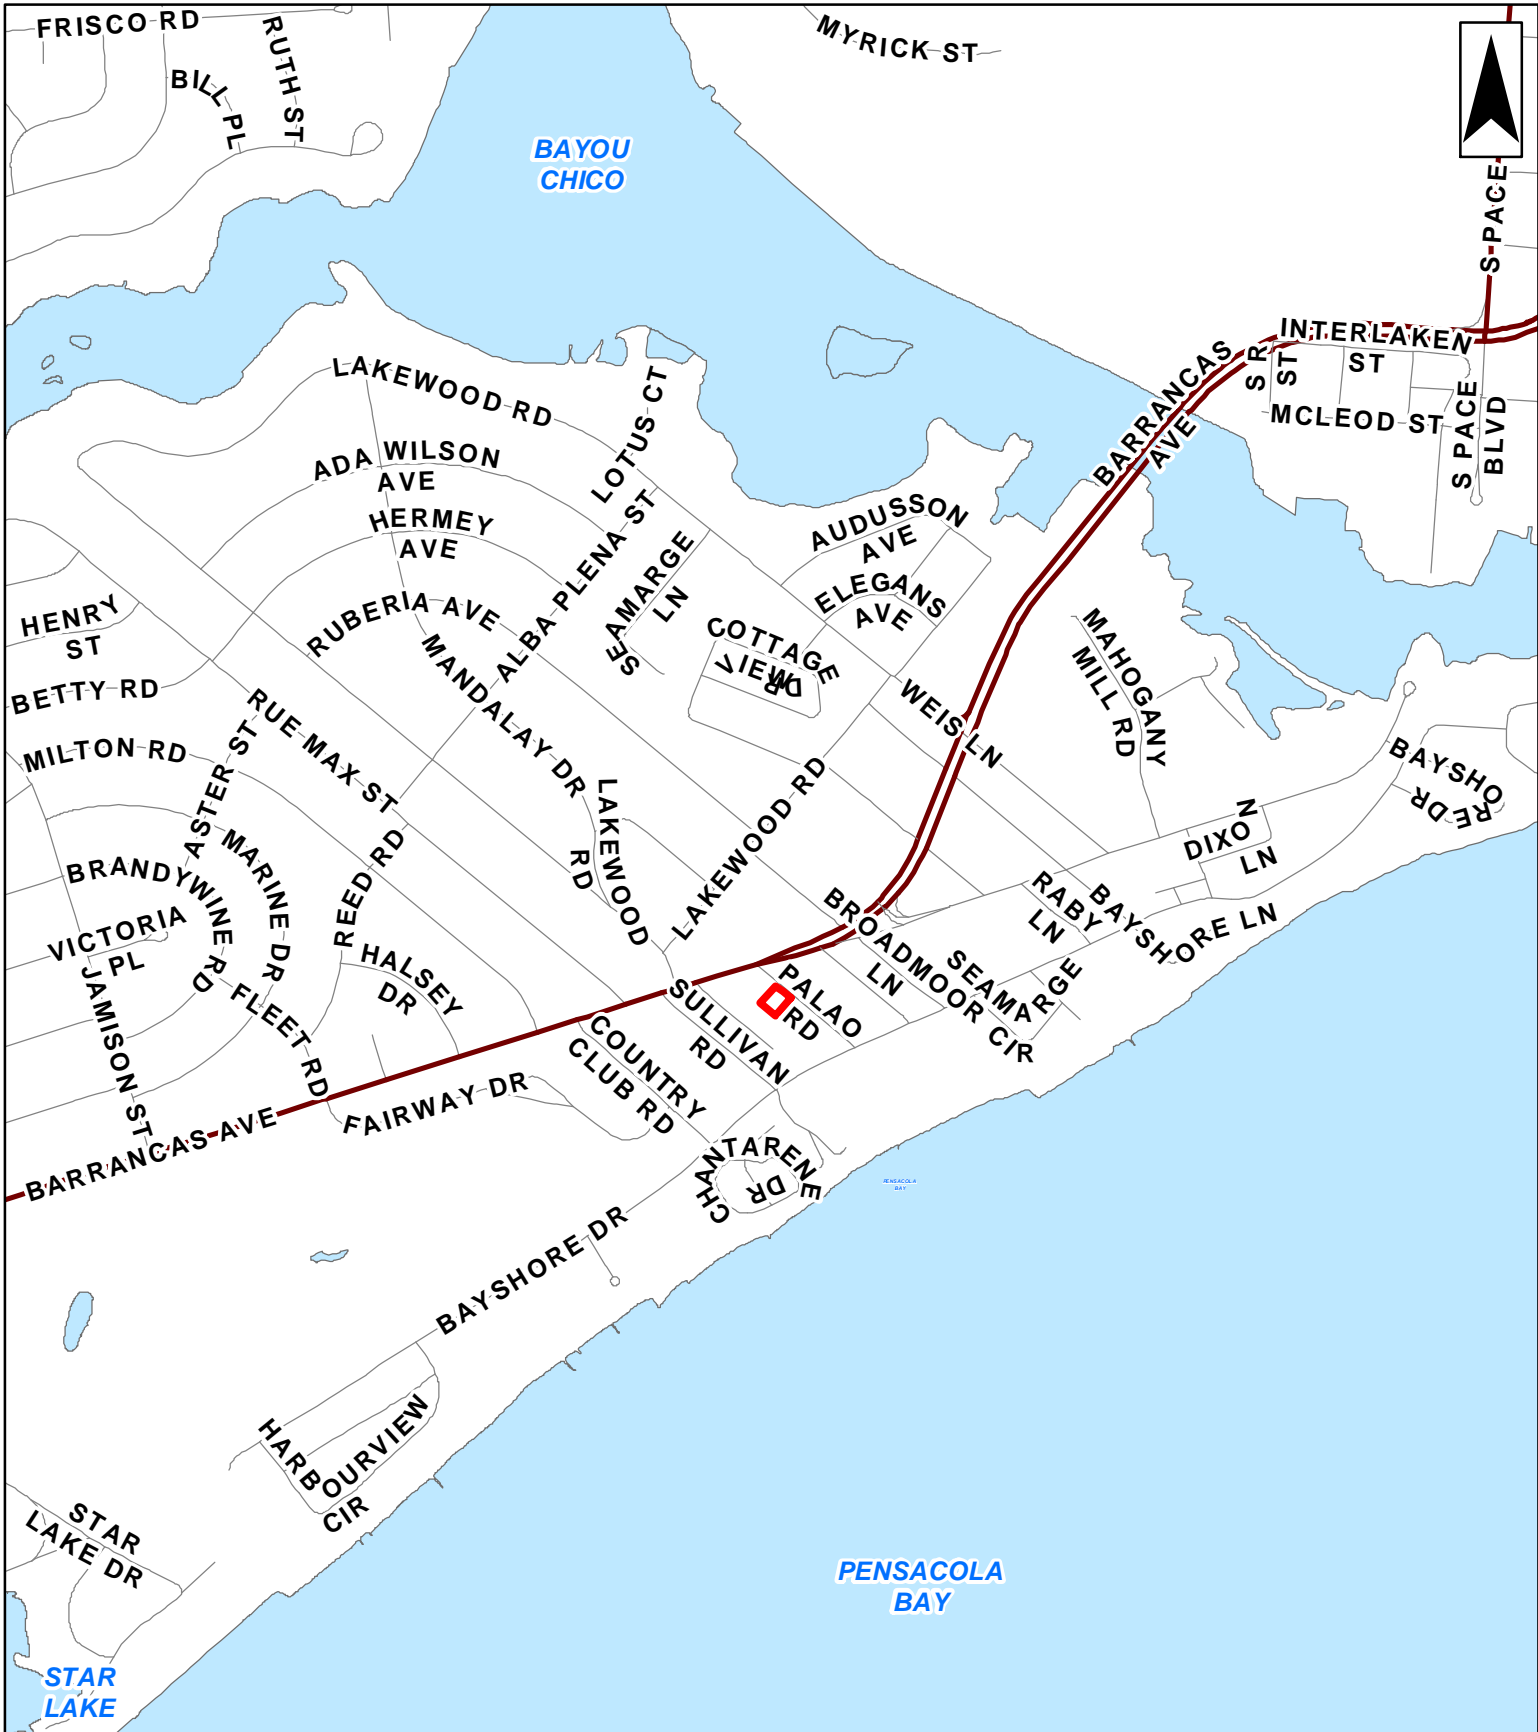 FRISCO RD
RUTH ST
BILL PL
MYRICK ST
BAYOU
CHICO
S PACE
INTERLAKEN
ST
S R
ST
MCLEOD ST
S PACE
BLVD
BARRANCAS
AVE
LAKEWOOD RD
LOTUS CT
ADA WILSON
AVE
HERMEY
AVE
ALBA PLENA ST
SEAMARGE
LN
AUDUSSON
AVE
ELEGANS
AVE
COTTAGE
VIEW
DR
RUBERIA AVE
HENRY
ST
BETTY RD
MILTON RD
MANDALAY DR
RUE MAX ST
ASTER ST
WEIS LN
MAHOGANY
MILL RD
BAYSHO
RE DR
LAKEWOOD
RD
LAKEWOOD RD
DIXON
LN
BRANDYWINE RD
MARINE DR
REED RD
VICTORIA
PL
JAMISON ST
HALSEY
DR
FLEET RD
RABY
LN
BAYSHORE LN
BROADMOOR CIR
LN
SEAMARGE
PALAO
RD
SULLIVAN
RD
COUNTRY
CLUB RD
FAIRWAY DR
BARRANCAS AVE
CHANTARENE
DR
PENSACOLA
BAY
BAYSHORE DR
HARBOURVIEW
CIR
STAR
LAKE DR
PENSACOLA
BAY
STAR
LAKE